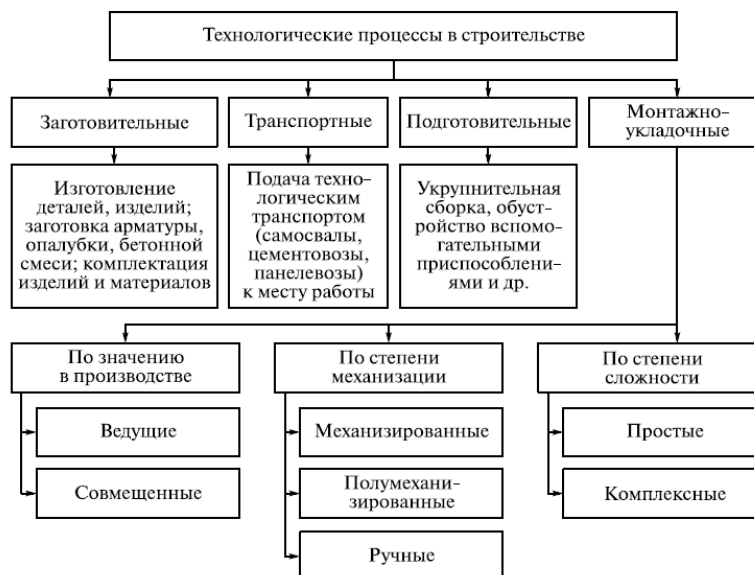 Технологические процессы в строительстве
Заготовительные
Транспортные
Подготовительные
Монтажно-
укладочные
Изготовление
деталей, изделий;
заготовка арматуры,
опалубки, бетонной
смеси; комплектация
изделий и материалов
Подача техно-
логическим
транспортом
(самосвалы,
цементовозы,
панелевозы)
к месту работы
Укрупнительная
сборка, обуст-
ройство вспомо-
гательными
приспособлени-
ями и др.
По значению
в производстве
По степени
механизации
По степени
сложности
Ведущие
Механизированные
Простые
Совмещенные
Полумехани-
зированные
Комплексные
Ручные